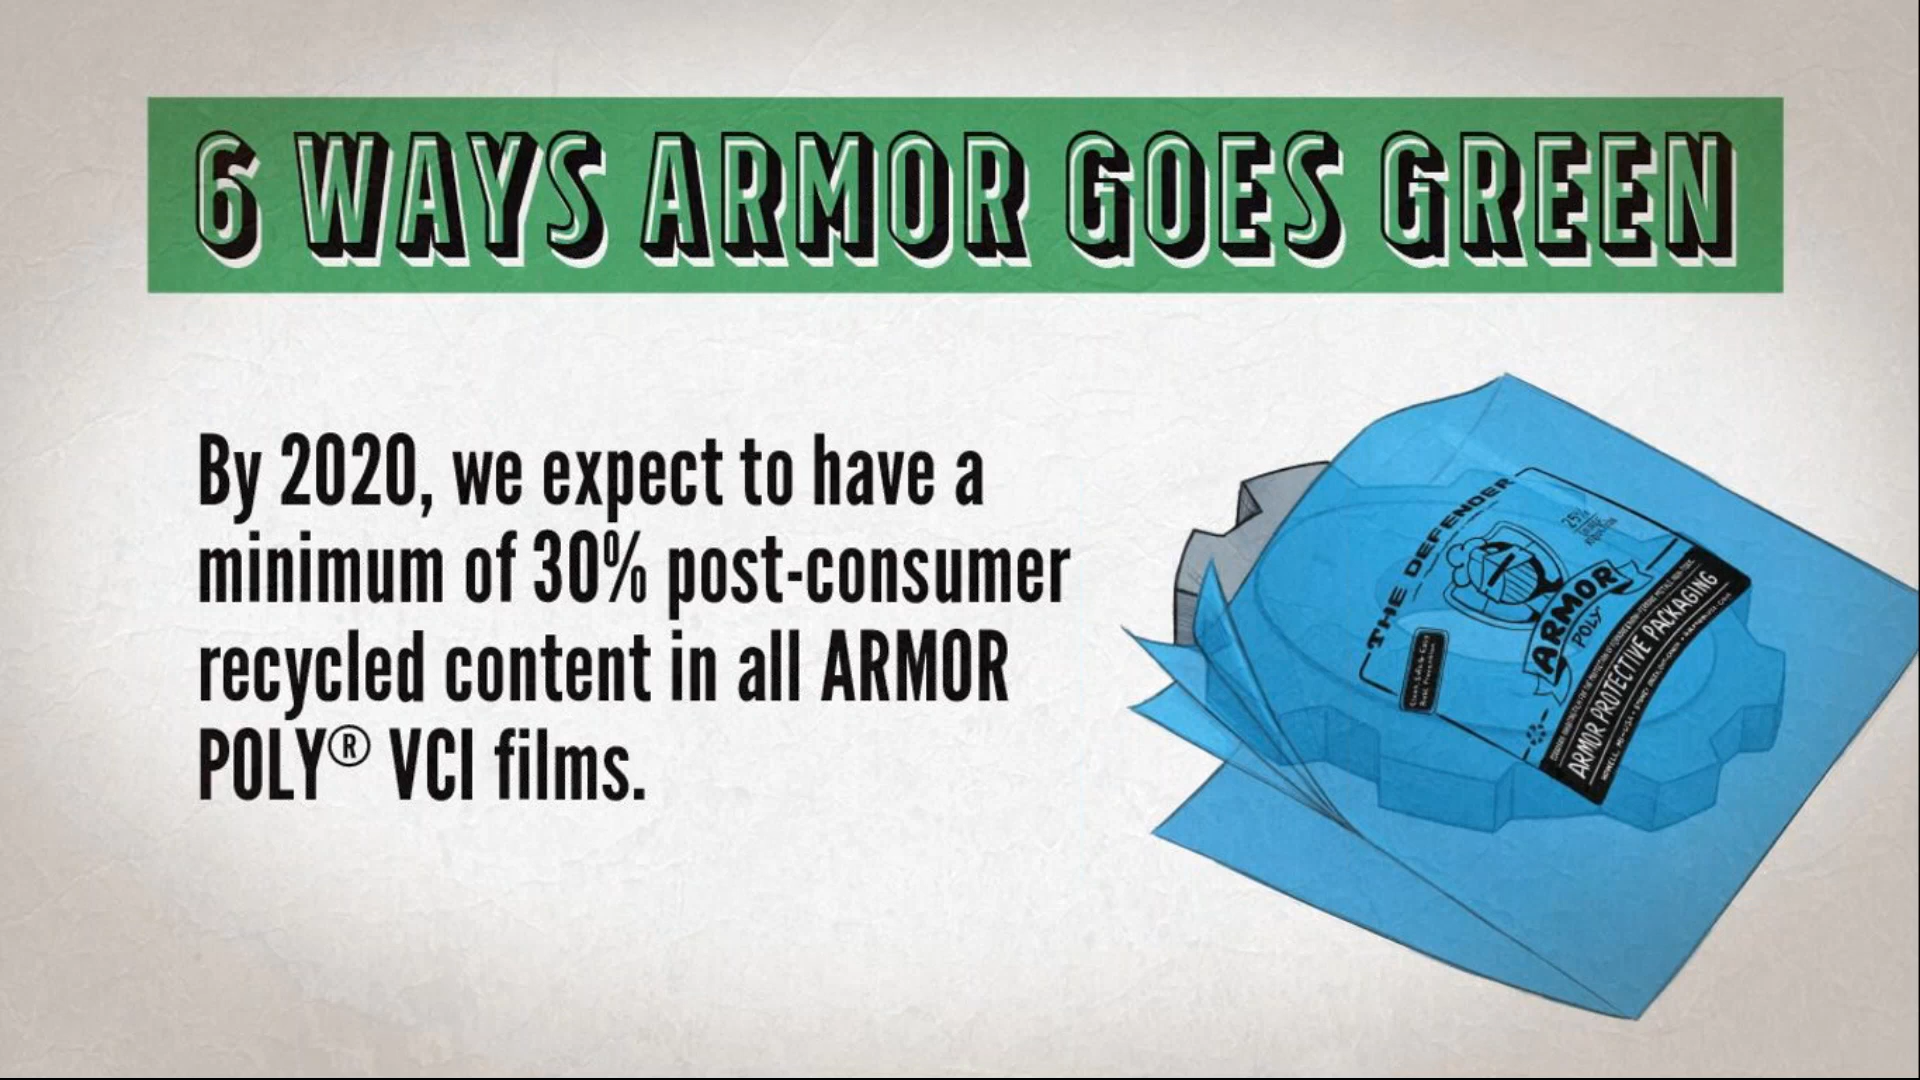 6 WAYS ARMOR GOES GREEN
By 2020, we expect to have a
minimum of 30% post-consumer
recycled content in all ARMOR
POLY® VCI films.
THE DEFENDER
25%
ARMOR
POLY
ARMOR PROTECTIVE PACKAGING